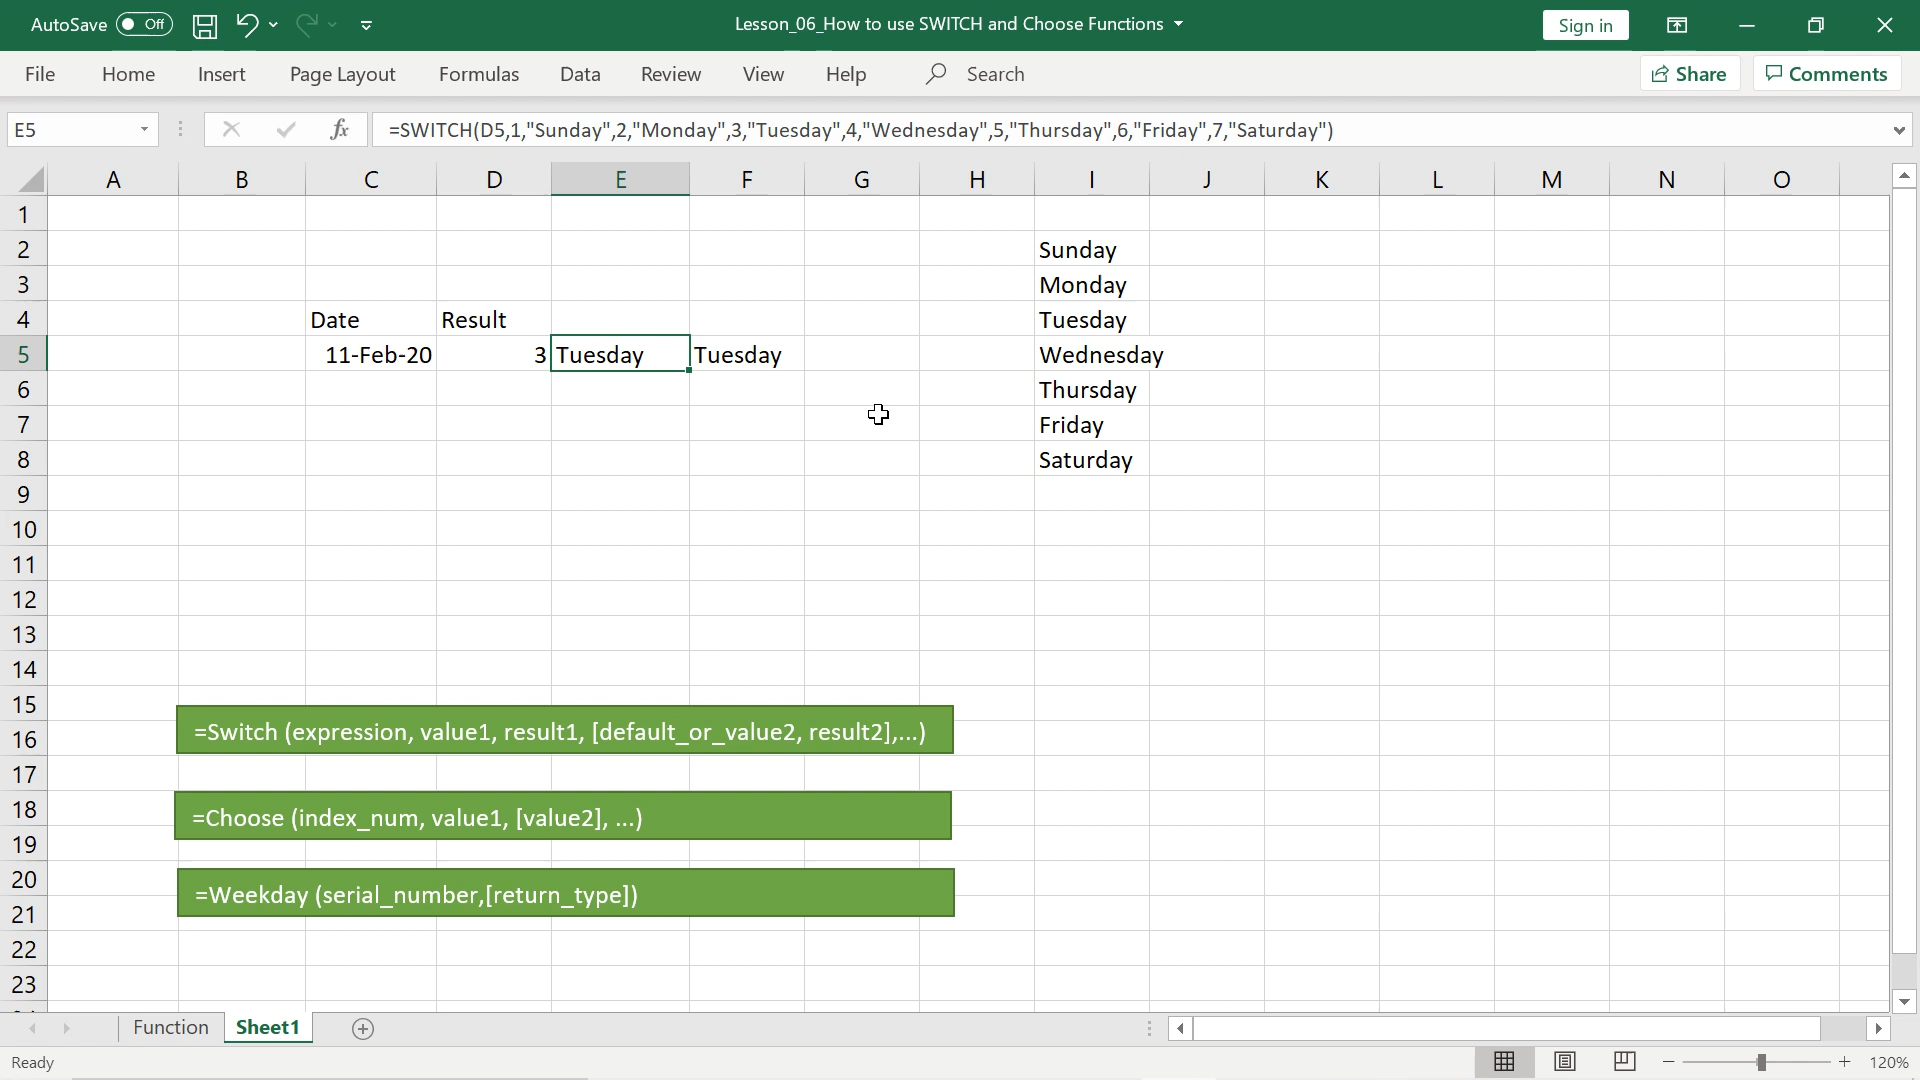 AutoSave Off Lesson_06_How to use SWITCH and Choose Functions Sign in
File Home Insert Page Layout Formulas Data Review View Help Search Share Comments
E5 fx =SWITCH(D5,1,"Sunday",2,"Monday",3,"Tuesday",4,"Wednesday",5,"Thursday",6,"Friday",7,"Saturday")
A B C D E F G H I J K L M N O
1
2 Sunday
3 Monday
4 Date Result Tuesday
5 11-Feb-20 3 Tuesday Tuesday Wednesday
6 Thursday
7 Friday
8 Saturday
9
10
11
12
13
14
15
16 =Switch (expression, value1, result1, [default_or_value2, result2],...)
17
18 =Choose (index_num, value1, [value2], ...)
19
20 =Weekday (serial_number,[return_type])
21
22
23
Function Sheet1
Ready 120%